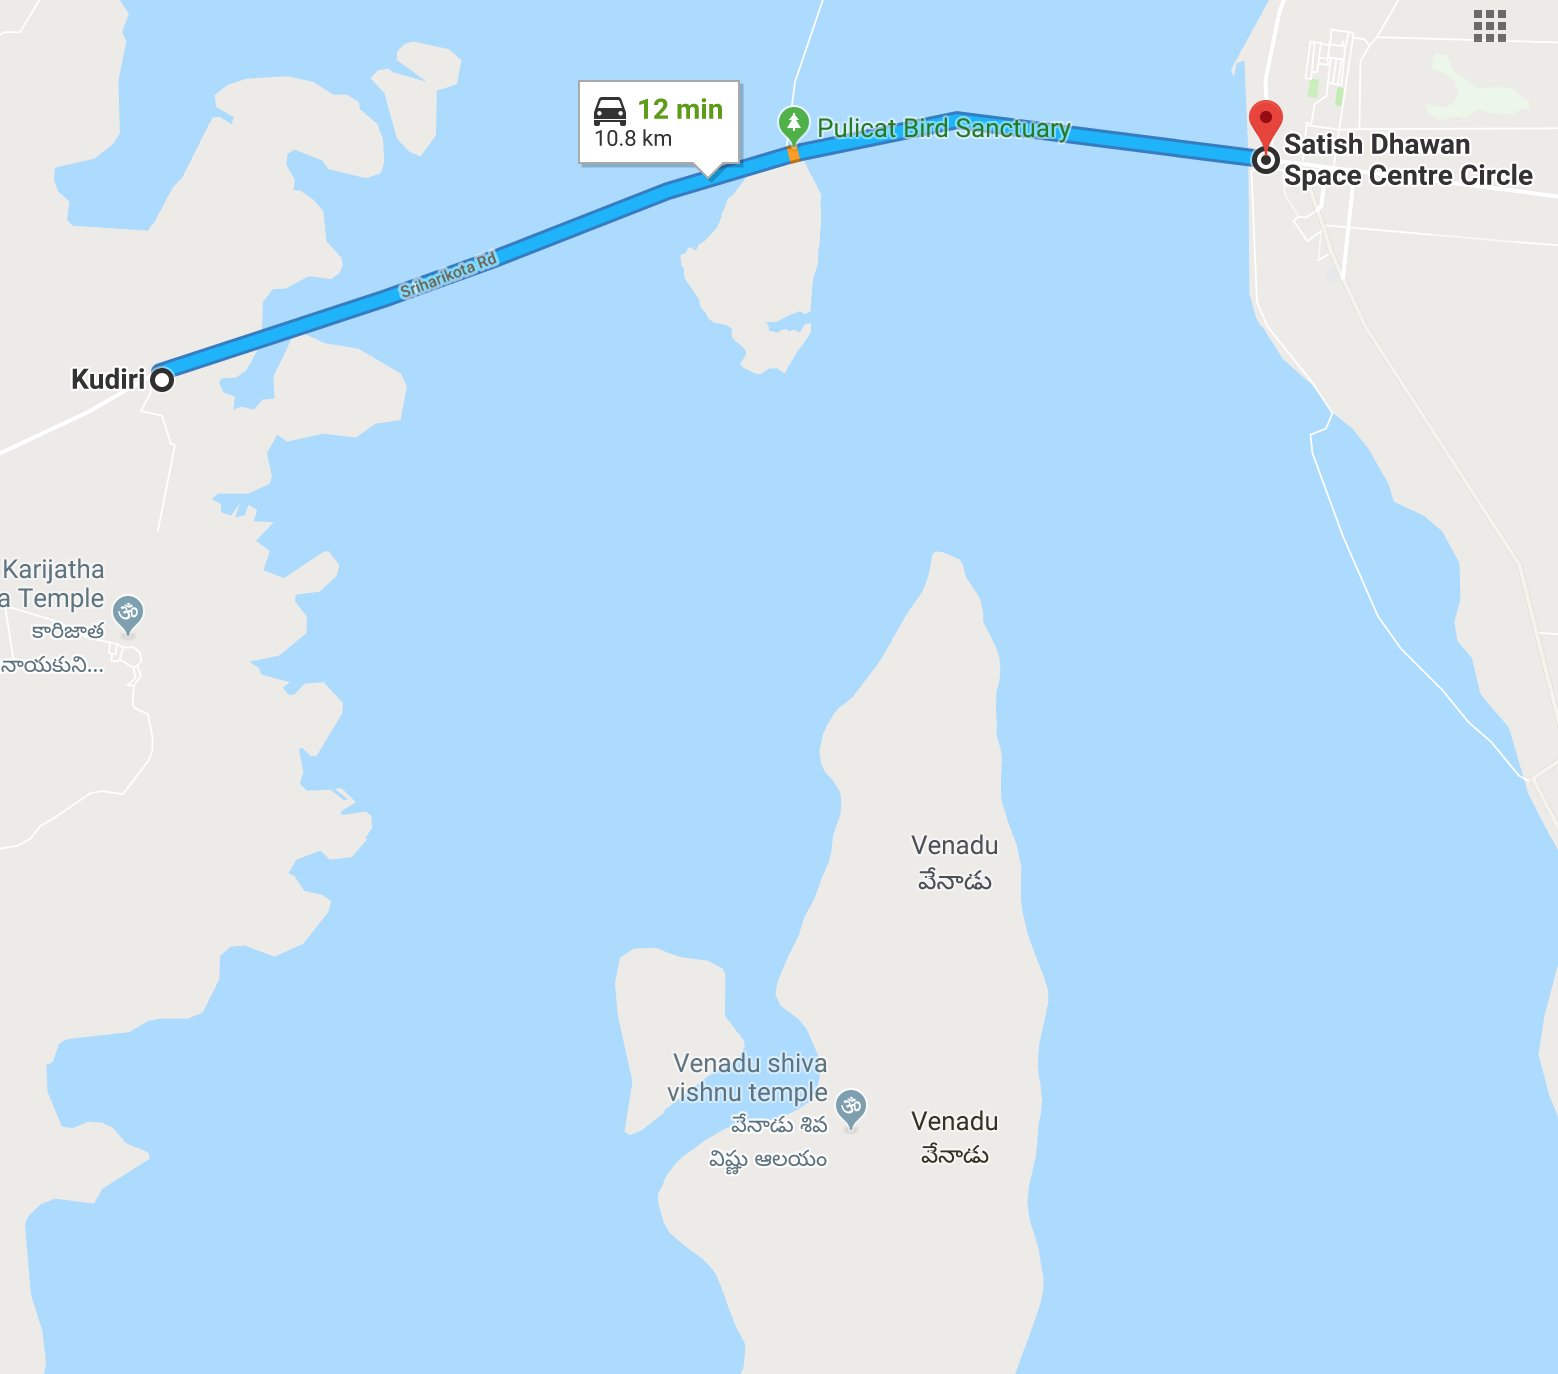 12 min
10.8 km
Pulicat Bird Sanctuary
Satish Dhawan
Space Centre Circle
Sriharikota Rd
Kudiri
Karijatha
a Temple
కారిజాత
నాయకుని...
Venadu
వేనాడు
Venadu shiva
vishnu temple
వేనాడు శివ
విష్ణు ఆలయం
Venadu
వేనాడు